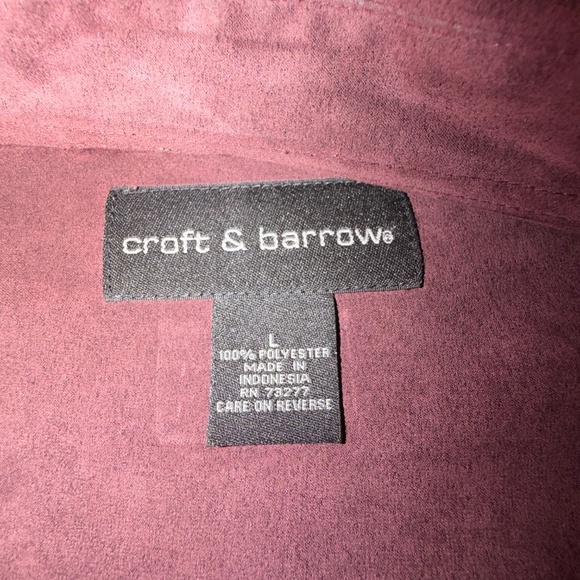 croft & barrow®
L
100% POLYESTER
MADE IN
INDONESIA
RN 73277
CARE ON REVERSE